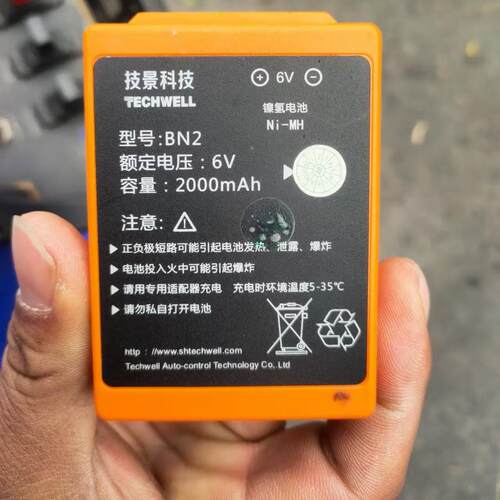 技景科技
TECHWELL
⊕ 6V ⊖
镍氢电池
Ni-MH
型号:BN2
额定电压:6V
容量:2000mAh
注意:
正负极短路可能引起电池发热、泄露、爆炸
电池投入火中可能引起爆炸
请用专用适配器充电 充电时环境温度5-35℃
请勿私自打开电池
http://www.shtechwell.com
Techwell Auto-control Technology Co., Ltd